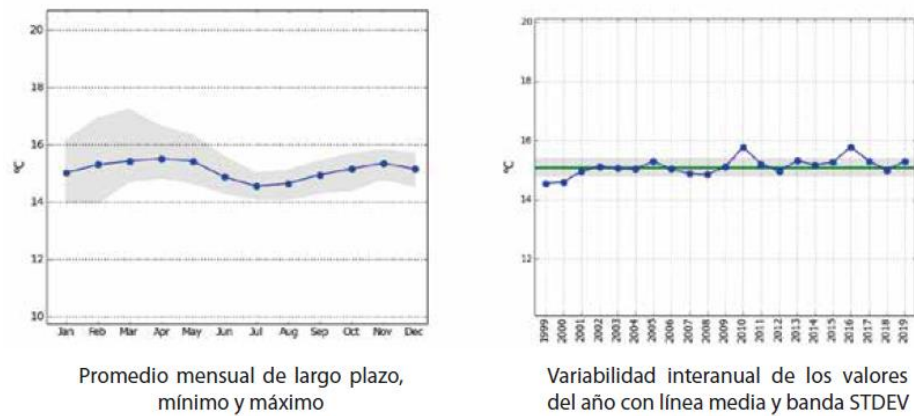 20
18
16
°C
14
12
10
Jan Feb Mar Apr May Jun Jul Aug Sep Oct Nov Dec
Promedio mensual de largo plazo,
mínimo y máximo
20
18
16
°C
14
12
1999 2000 2001 2002 2003 2004 2005 2006 2007 2008 2009 2010 2011 2012 2013 2014 2015 2016 2017 2018 2019
Variabilidad interanual de los valores
del año con línea media y banda STDEV